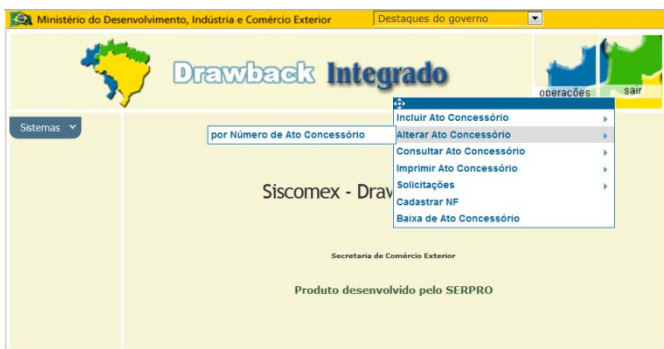 Ministério do Desenvolvimento, Indústria e Comércio Exterior
Destaques do governo
Drawback Integrado
operações
sair
Sistemas
Incluir Ato Concessório
por Número de Ato Concessório
Alterar Ato Concessório
Consultar Ato Concessório
Imprimir Ato Concessório
Solicitações
Cadastrar NF
Baixa de Ato Concessório
Siscomex - Draw
Secretaria de Comércio Exterior
Produto desenvolvido pelo SERPRO